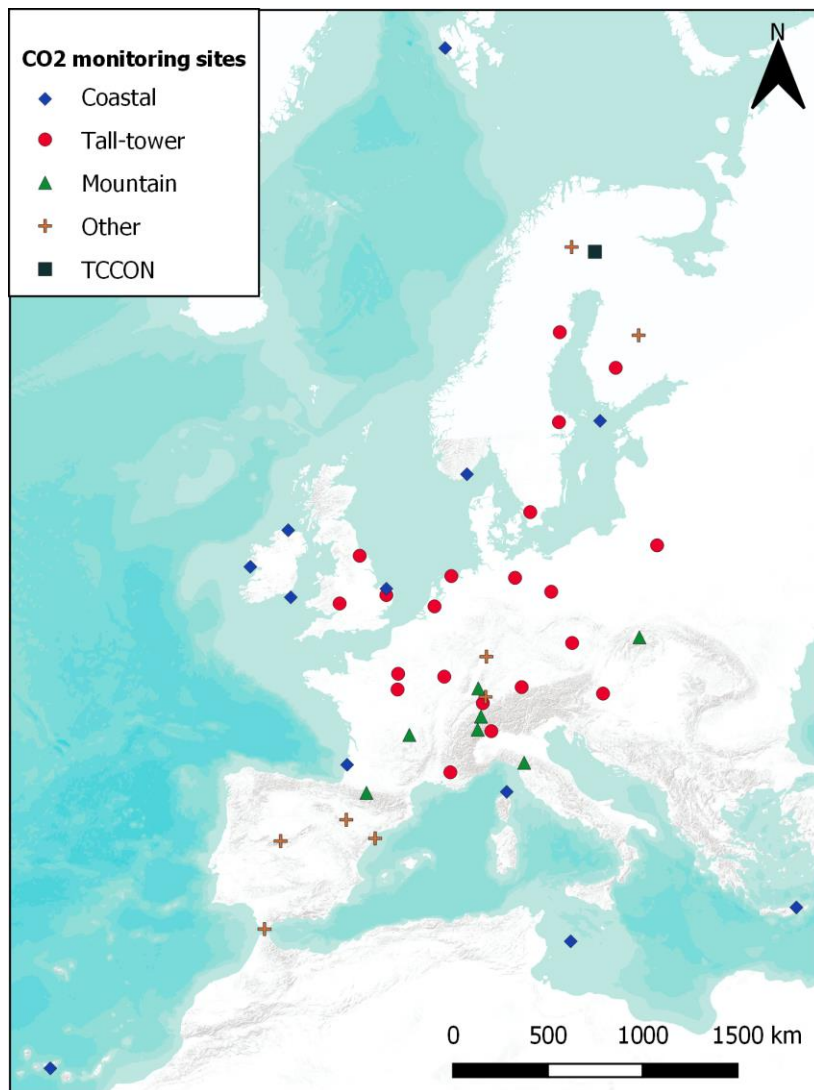 CO2 monitoring sites
Coastal
Tall-tower
Mountain
Other
TCCON
N
0 500 1000 1500 km